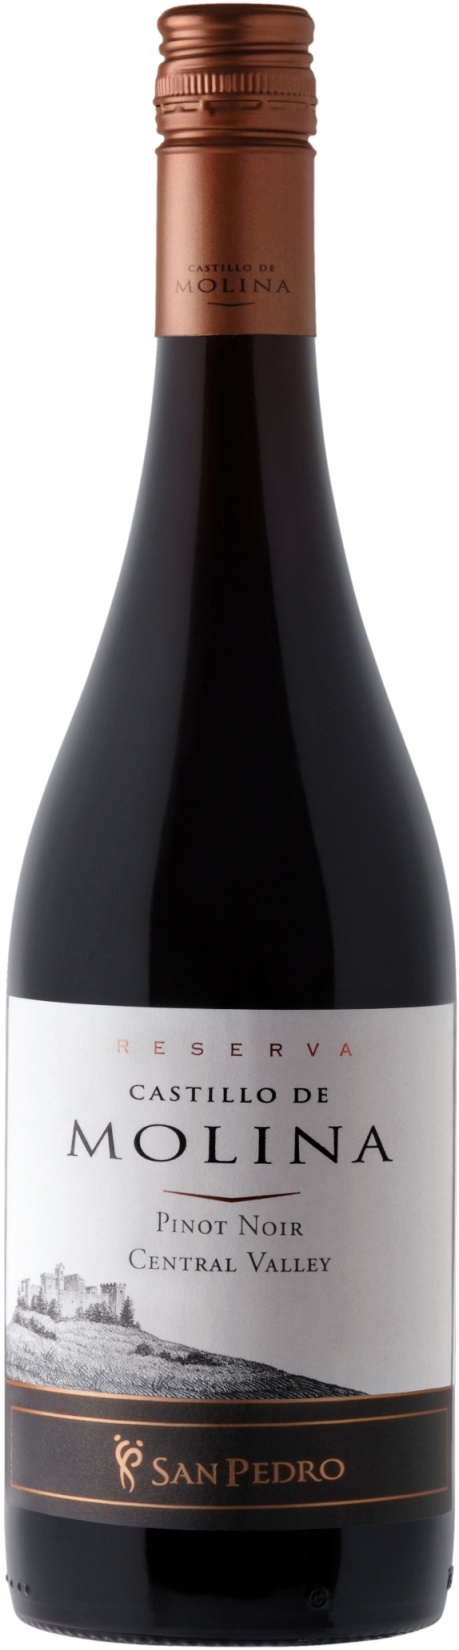 CASTILLO DE
MOLINA
RESERVA
CASTILLO DE
MOLINA
PINOT NOIR
CENTRAL VALLEY
SAN PEDRO